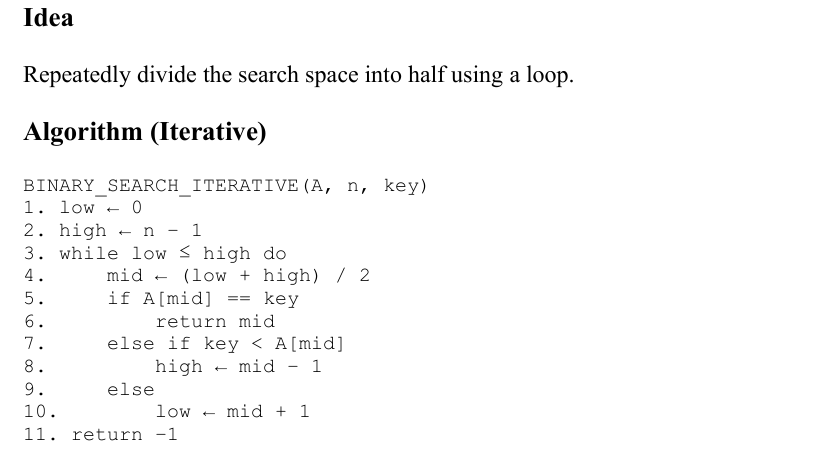 Idea
Repeatedly divide the search space into half using a loop.
Algorithm (Iterative)
BINARY_SEARCH_ITERATIVE(A, n, key)
1. low ← 0
2. high ← n - 1
3. while low ≤ high do
4.     mid ← (low + high) / 2
5.     if A[mid] == key
6.         return mid
7.     else if key < A[mid]
8.         high ← mid - 1
9.     else
10.         low ← mid + 1
11. return -1